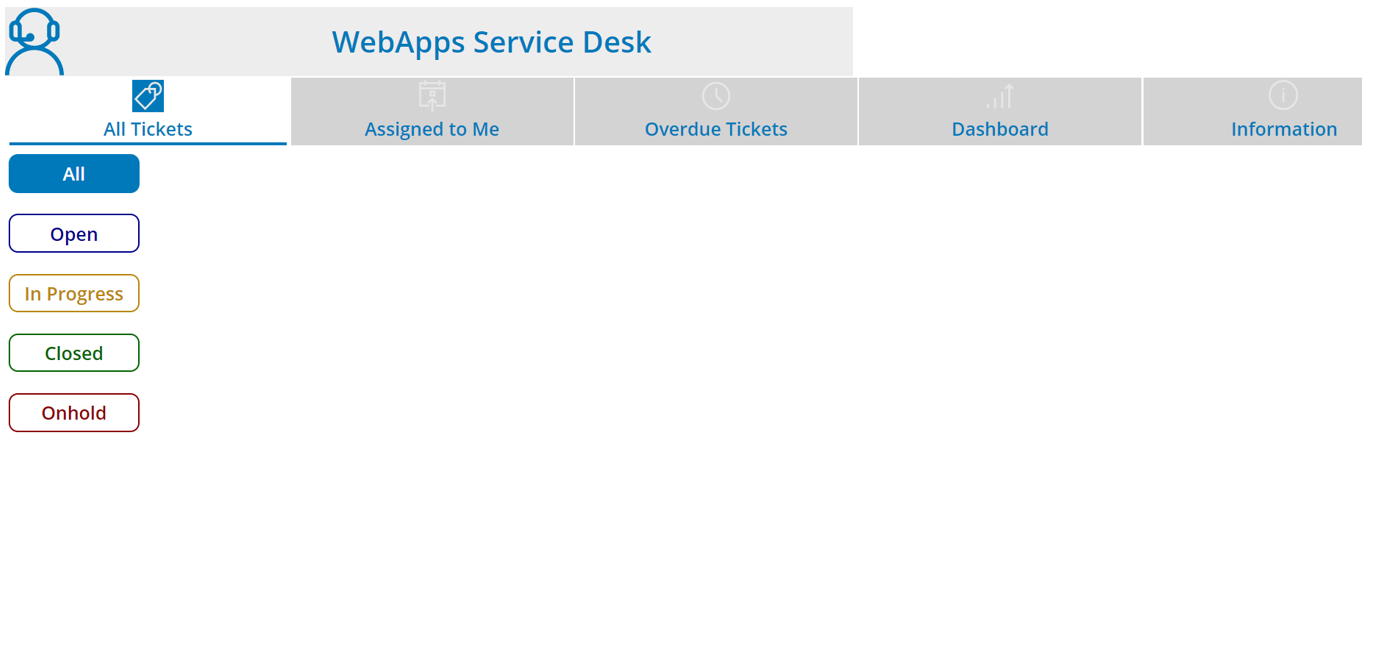 WebApps Service Desk
All Tickets
Assigned to Me
Overdue Tickets
Dashboard
Information
All
Open
In Progress
Closed
Onhold